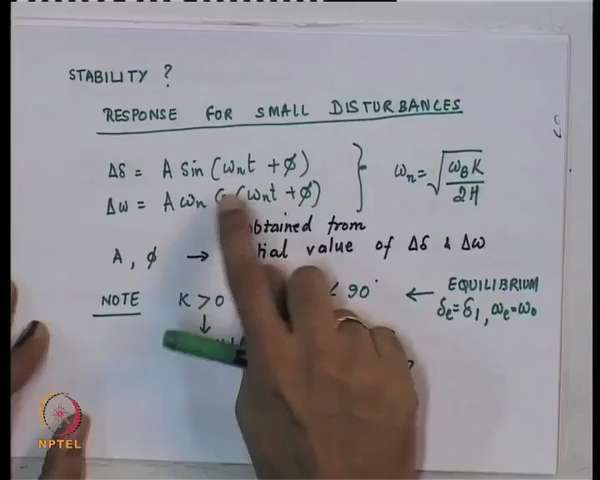 STABILITY ?
RESPONSE FOR SMALL DISTURBANCES
Δδ = A sin (ωnt + φ)
Δω = A ωn (ωnt + φ)
ωn = √(ωB K / 2H)
obtained from
A, φ → value of Δδ & Δω
NOTE K > 0 < 90° ← EQUILIBRIUM
δe = δ1, ωe = ω0
↓
NPTEL